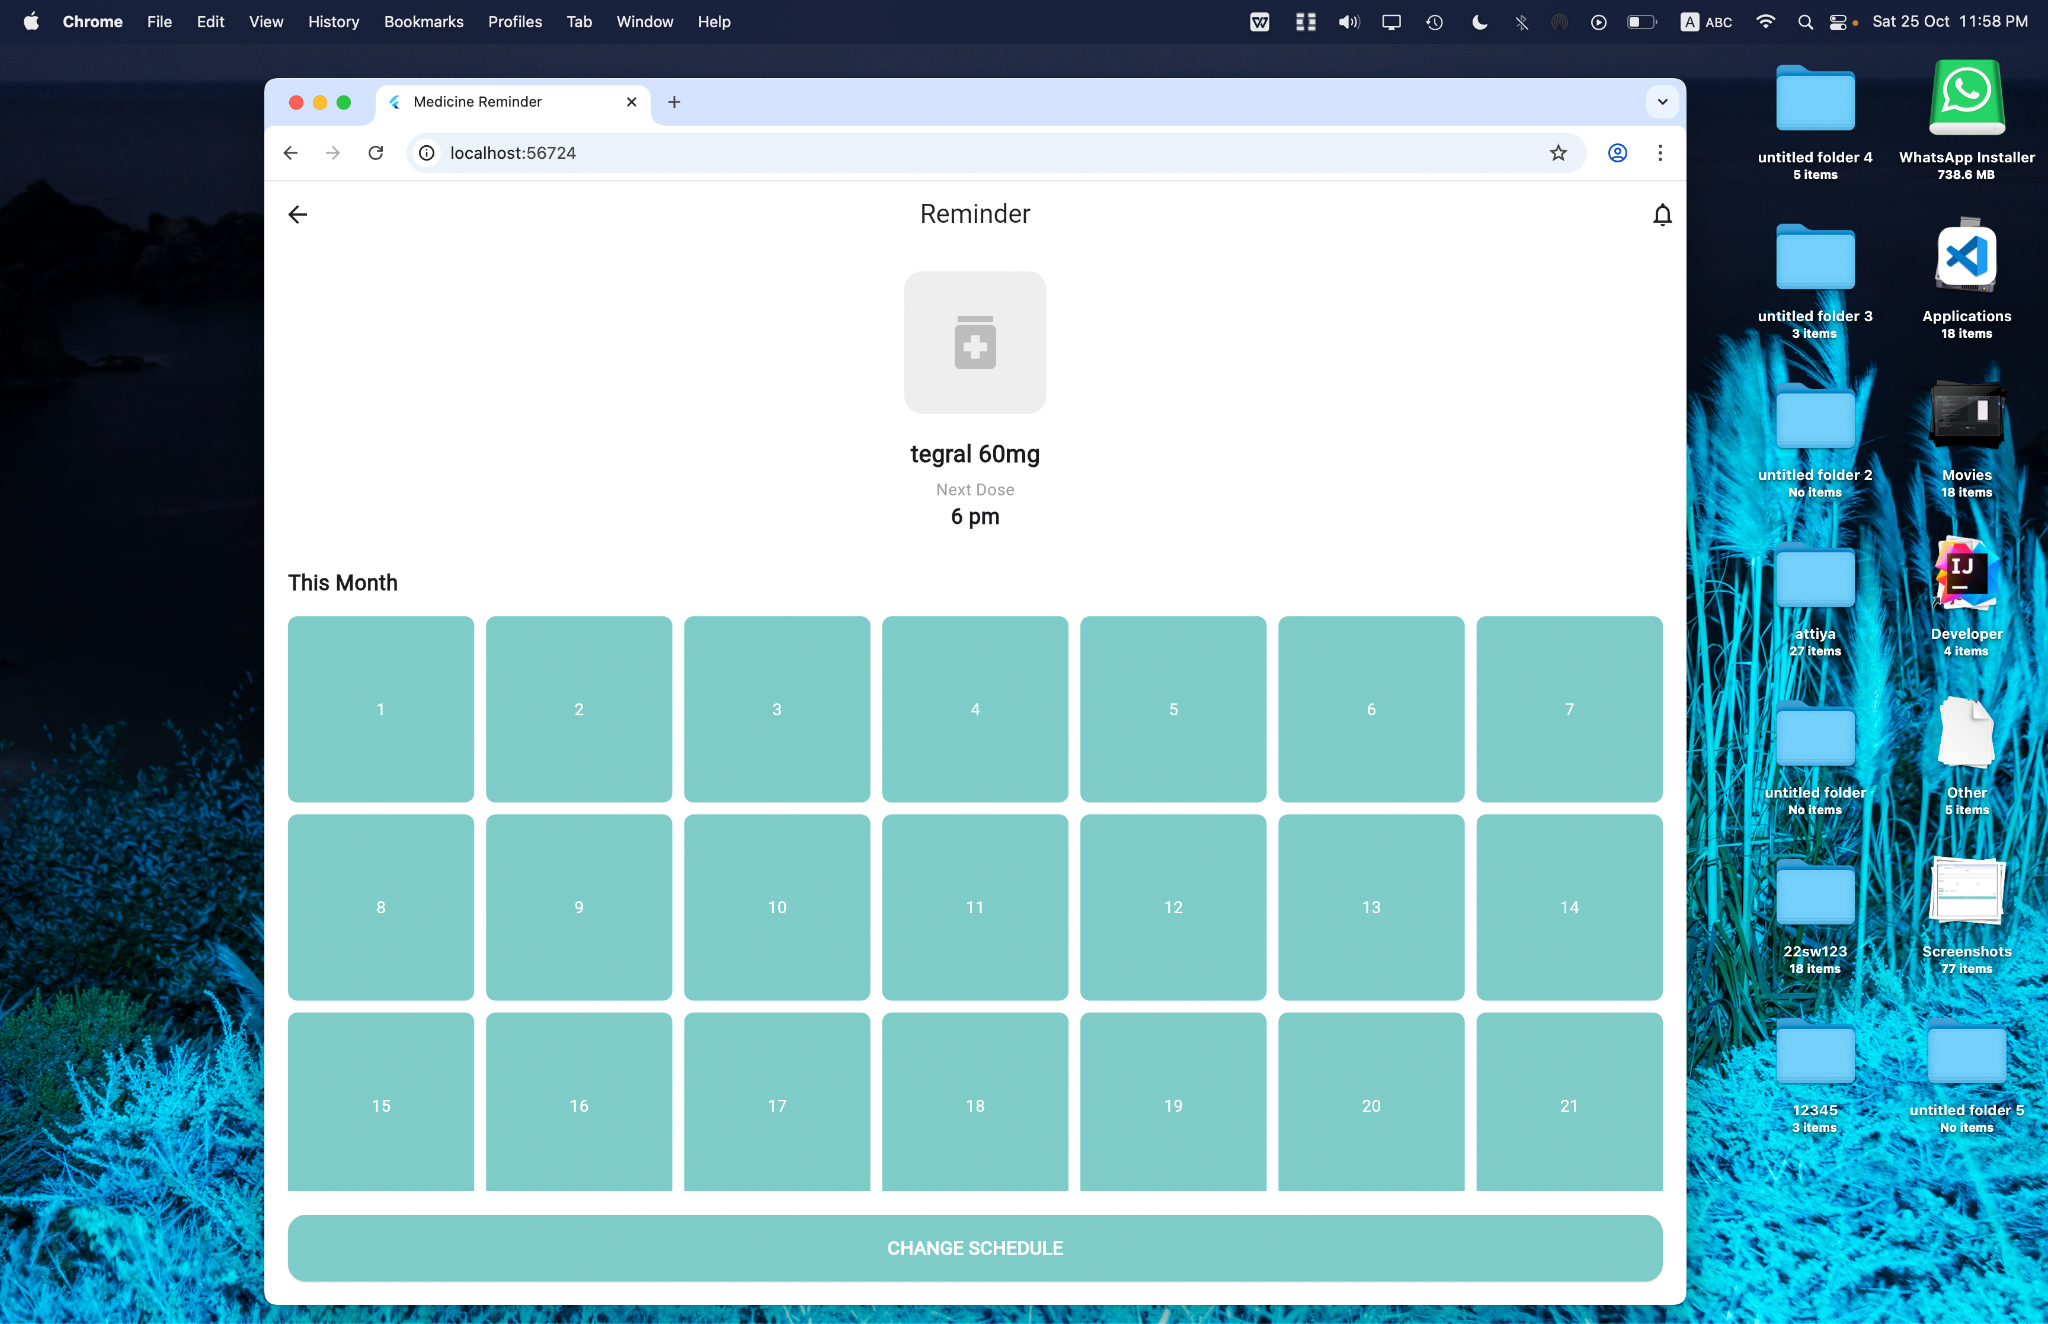 Chrome File Edit View History Bookmarks Profiles Tab Window Help A ABC Sat 25 Oct 11:58 PM
Medicine Reminder
localhost:56724
Reminder
tegral 60mg
Next Dose
6 pm
This Month
1 2 3 4 5 6 7
8 9 10 11 12 13 14
15 16 17 18 19 20 21
CHANGE SCHEDULE
untitled folder 4
5 items
WhatsApp Installer
738.6 MB
untitled folder 3
3 items
Applications
18 items
untitled folder 2
No items
Movies
18 items
attiya
27 items
IJ
Developer
4 items
untitled folder
No items
Other
5 items
22sw123
18 items
Screenshots
77 items
12345
3 items
untitled folder 5
No items